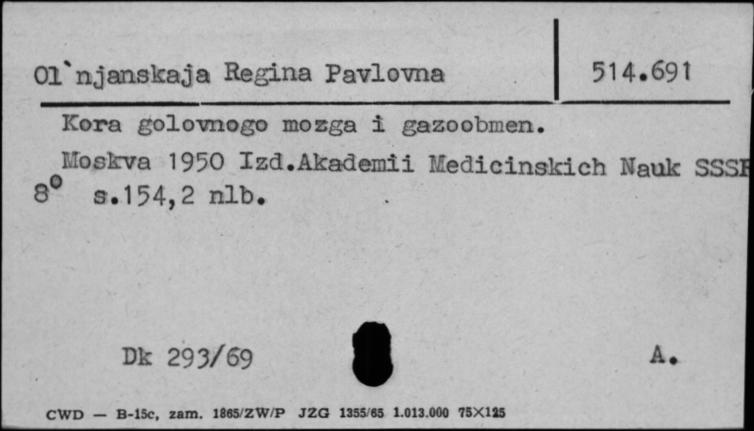 Ol`njanskaja Regina Pavlovna 514.691
Kora golovnogo mozga i gazoobmen.
Moskva 1950 Izd.Akademii Medicinskich Nauk SSSR
8⁰ s.154,2 nlb.
Dk 293/69 A.
CWD — B-15c, zam. 1865/ZW/P JZG 1355/65 1.013.000 75X125